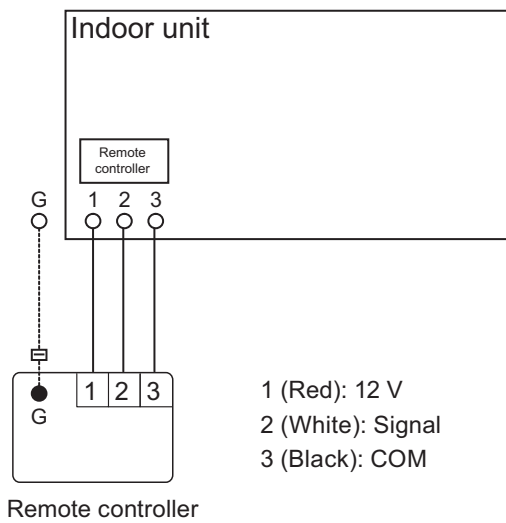 Indoor unit
Remote
controller
G 1 2 3
1 2 3
G
1 (Red): 12 V
2 (White): Signal
3 (Black): COM
Remote controller